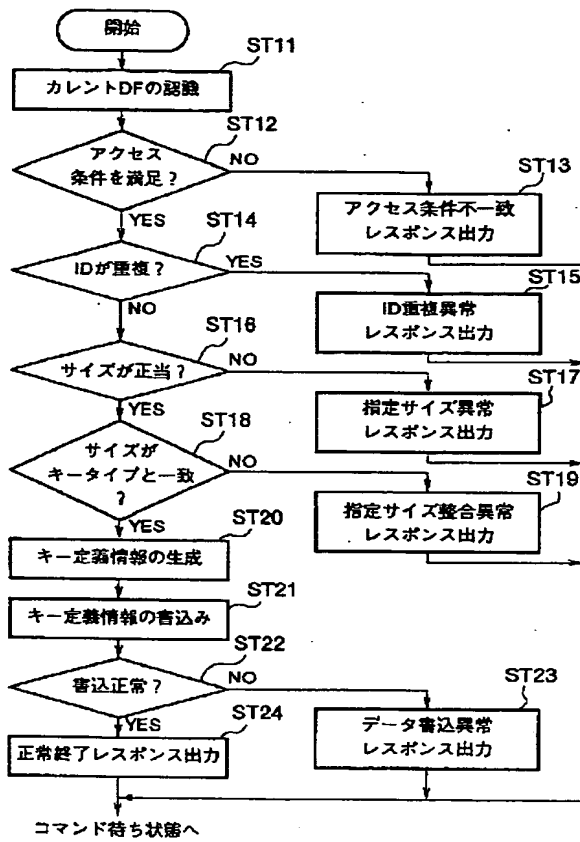 開始
ST11
カレントDFの認識
ST12
アクセス
条件を満足?
NO
YES
ST13
アクセス条件不一致
レスポンス出力
ST14
IDが重複?
YES
NO
ST15
ID重複異常
レスポンス出力
ST16
サイズが正当?
NO
YES
ST17
指定サイズ異常
レスポンス出力
ST18
サイズが
キータイプと一致
?
NO
YES
ST19
指定サイズ整合異常
レスポンス出力
ST20
キー定義情報の生成
ST21
キー定義情報の書込み
ST22
書込正常?
NO
YES
ST23
データ書込異常
レスポンス出力
ST24
正常終了レスポンス出力
コマンド待ち状態へ